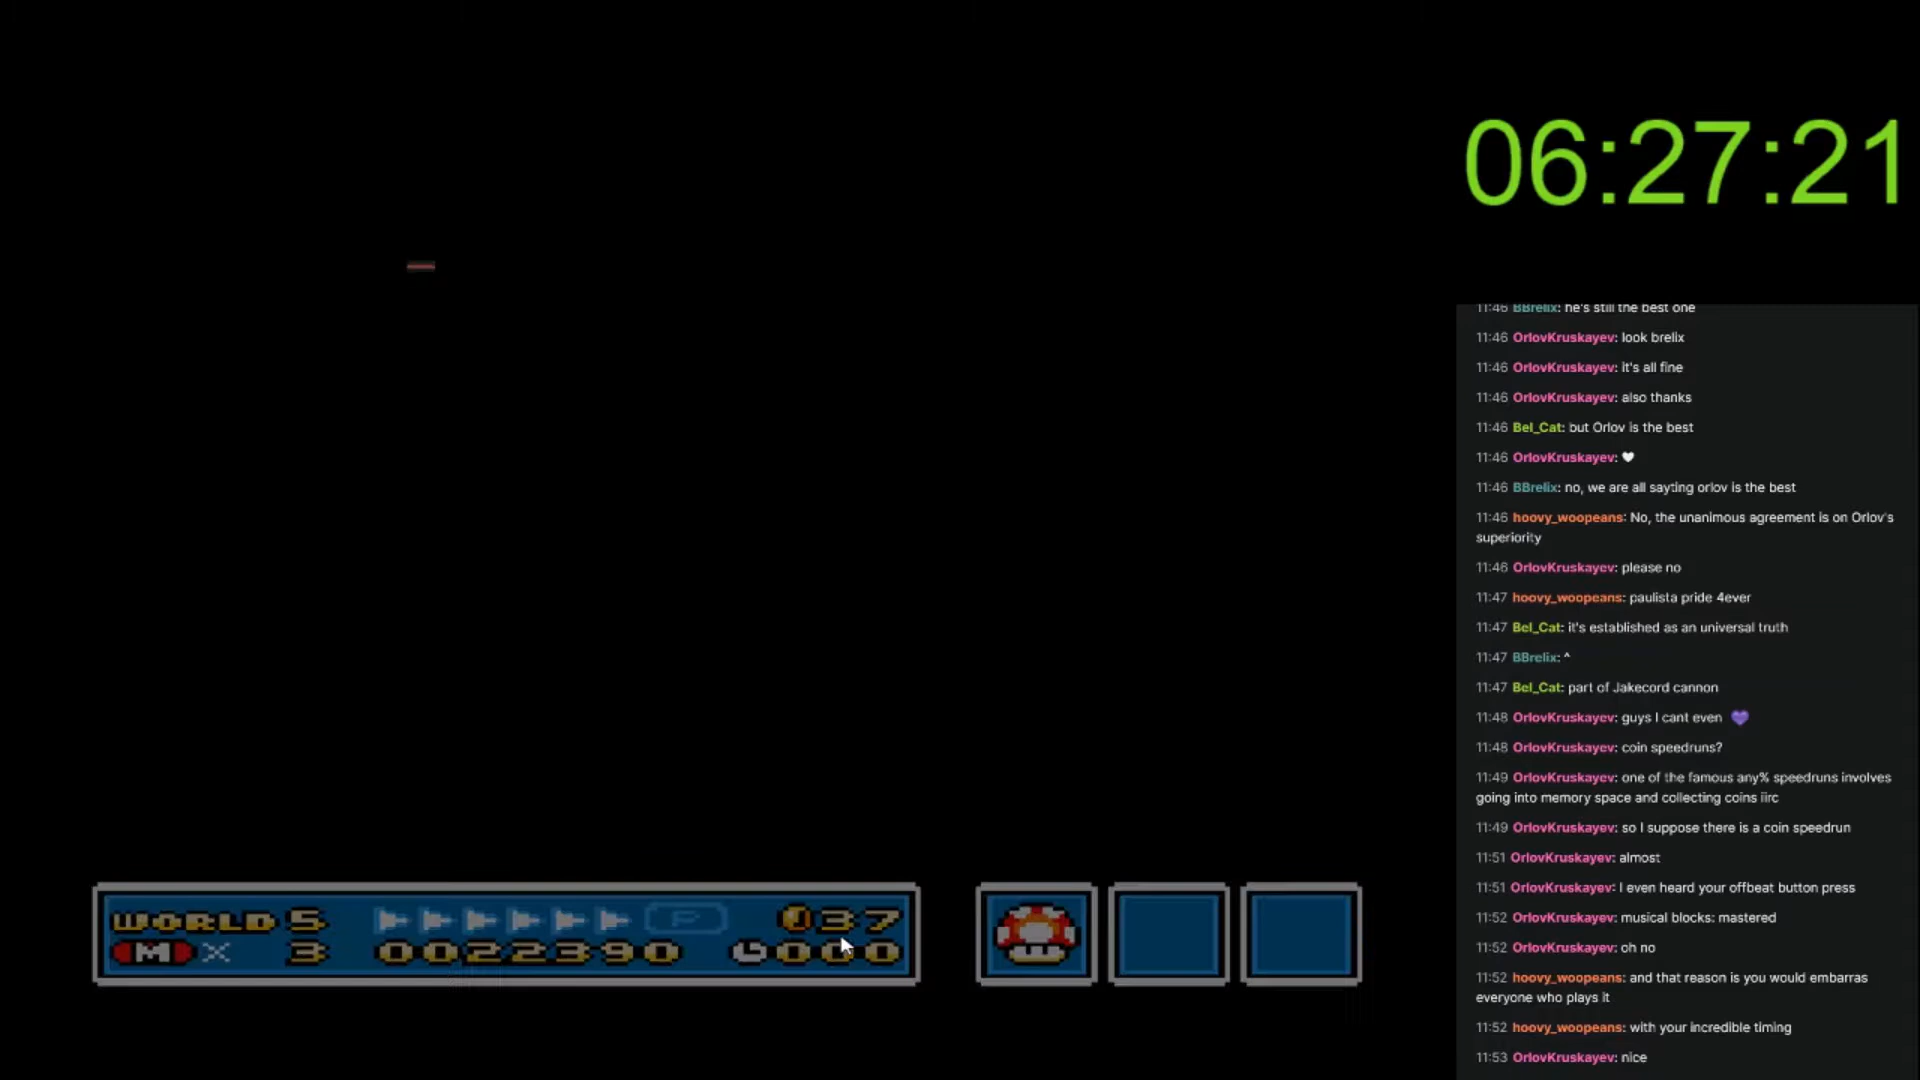 06:27:21
11:46 BBrelix: he's still the best one
11:46 OrlovKruskayev: look brelix
11:46 OrlovKruskayev: it's all fine
11:46 OrlovKruskayev: also thanks
11:46 Bel_Cat: but Orlov is the best
11:46 OrlovKruskayev: 🤍
11:46 BBrelix: no, we are all sayting orlov is the best
11:46 hoovy_woopeans: No, the unanimous agreement is on Orlov's
superiority
11:46 OrlovKruskayev: please no
11:47 hoovy_woopeans: paulista pride 4ever
11:47 Bel_Cat: it's established as an universal truth
11:47 BBrelix: ^
11:47 Bel_Cat: part of Jakecord cannon
11:48 OrlovKruskayev: guys I cant even 💜
11:48 OrlovKruskayev: coin speedruns?
11:49 OrlovKruskayev: one of the famous any% speedruns involves
going into memory space and collecting coins iirc
11:49 OrlovKruskayev: so I suppose there is a coin speedrun
11:51 OrlovKruskayev: almost
11:51 OrlovKruskayev: I even heard your offbeat button press
11:52 OrlovKruskayev: musical blocks: mastered
11:52 OrlovKruskayev: oh no
11:52 hoovy_woopeans: and that reason is you would embarras
everyone who plays it
11:52 hoovy_woopeans: with your incredible timing
11:53 OrlovKruskayev: nice
WORLD 5 P 37
M X 3 0022390 000